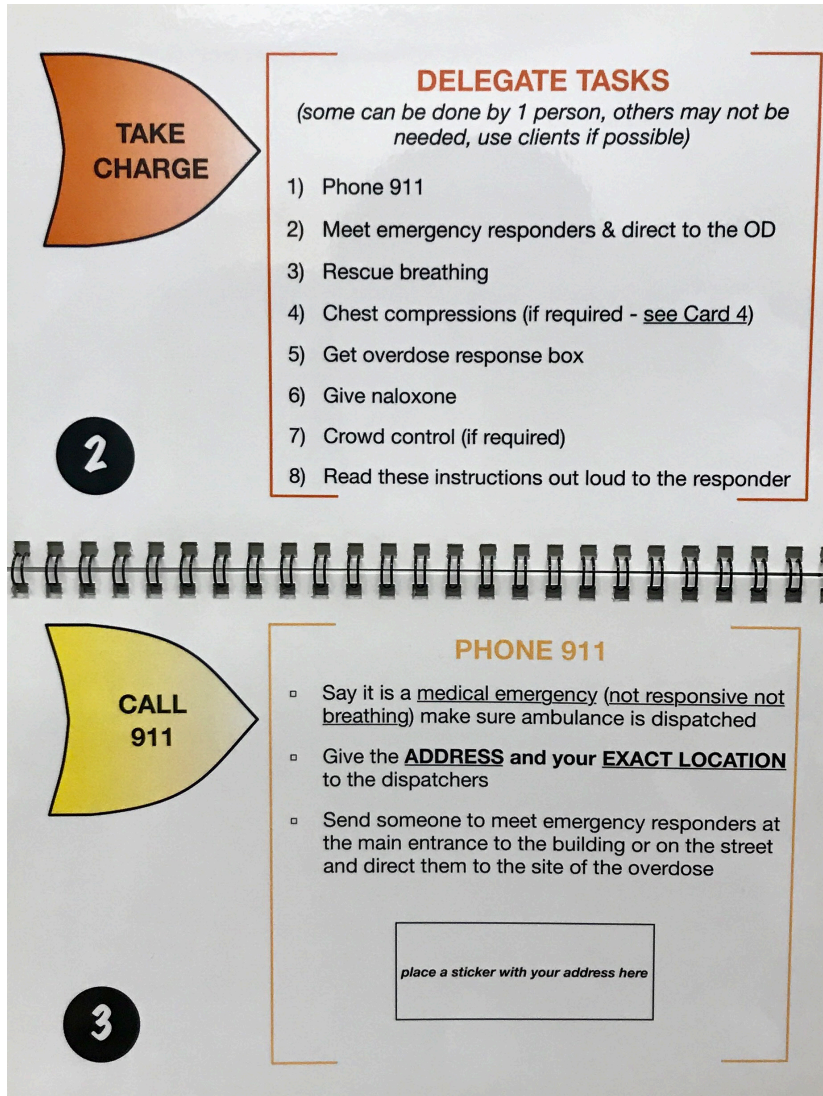 TAKE
CHARGE
DELEGATE TASKS
(some can be done by 1 person, others may not be
needed, use clients if possible)
1) Phone 911
2) Meet emergency responders & direct to the OD
3) Rescue breathing
4) Chest compressions (if required - see Card 4)
5) Get overdose response box
6) Give naloxone
7) Crowd control (if required)
8) Read these instructions out loud to the responder
2
CALL
911
PHONE 911
▫ Say it is a medical emergency (not responsive not
breathing) make sure ambulance is dispatched
▫ Give the ADDRESS and your EXACT LOCATION
to the dispatchers
▫ Send someone to meet emergency responders at
the main entrance to the building or on the street
and direct them to the site of the overdose
place a sticker with your address here
3